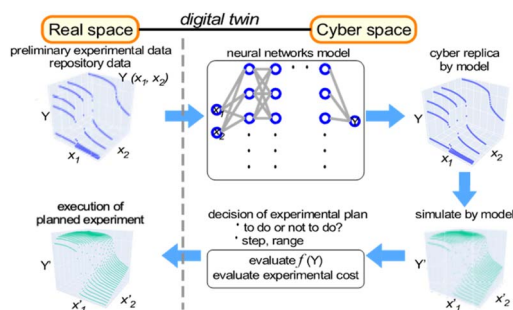 digital twin
Real space
Cyber space
preliminary experimental data
repository data
Y (x₁, x₂)
Y
x₁
x₂
neural networks model
x₁
x₂
Y
cyber replica
by model
Y
x₁
x₂
simulate by model
Y'
x'₁
x'₂
decision of experimental plan
• to do or not to do?
• step, range
evaluate f (Y)
evaluate experimental cost
execution of
planned experiment
Y'
x'₁
x'₂